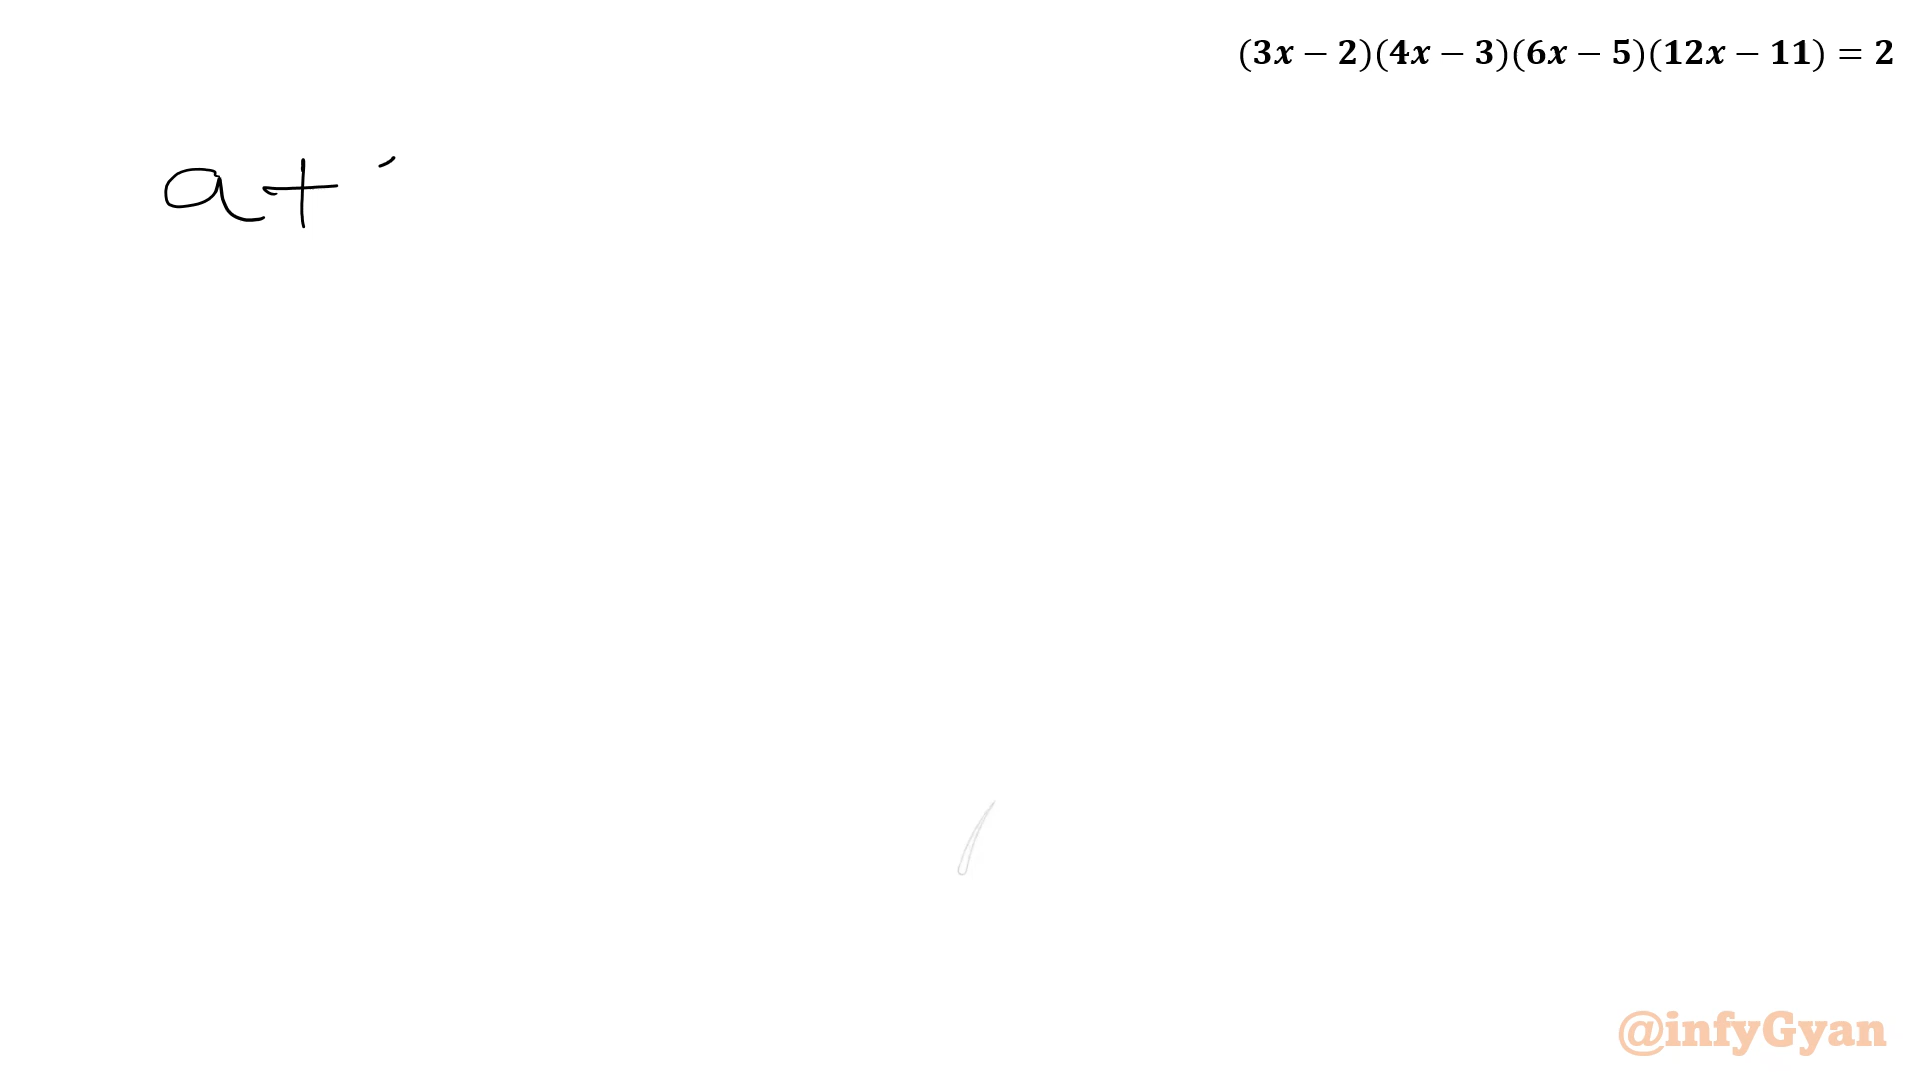 (3x − 2)(4x − 3)(6x − 5)(12x − 11) = 2
a +
@infyGyan